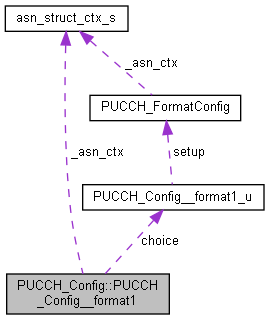 asn_struct_ctx_s
_asn_ctx
PUCCH_FormatConfig
_asn_ctx
setup
PUCCH_Config__format1_u
choice
PUCCH_Config::PUCCH
_Config__format1